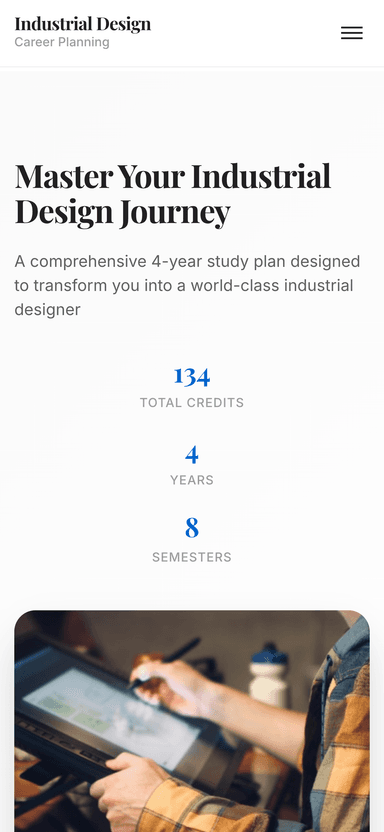 Industrial Design
Career Planning
Master Your Industrial
Design Journey
A comprehensive 4-year study plan designed
to transform you into a world-class industrial
designer
134
TOTAL CREDITS
4
YEARS
8
SEMESTERS